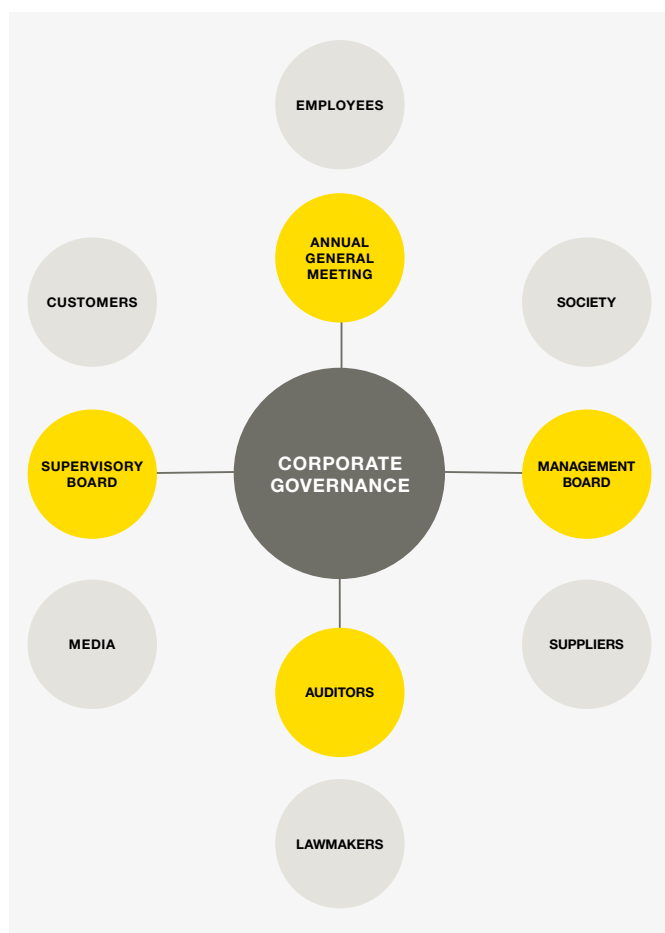 EMPLOYEES
ANNUAL
GENERAL
MEETING
CUSTOMERS
SOCIETY
SUPERVISORY
BOARD
CORPORATE
GOVERNANCE
MANAGEMENT
BOARD
MEDIA
SUPPLIERS
AUDITORS
LAWMAKERS